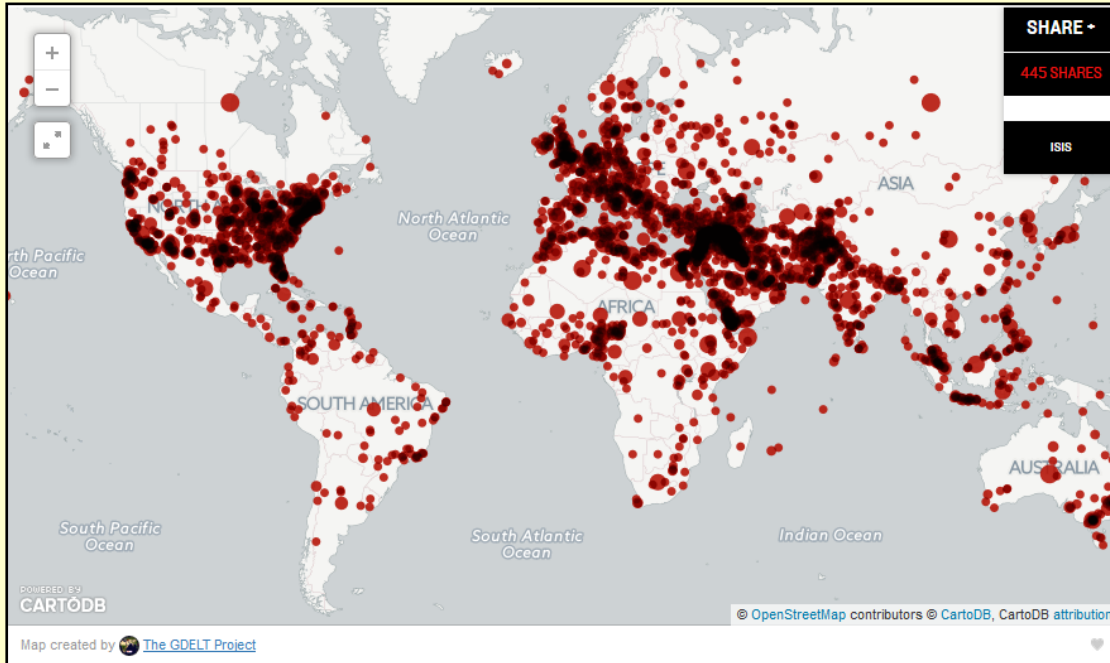 +
−
SHARE +
445 SHARES
ISIS
ASIA
North Atlantic
Ocean
rth Pacific
Ocean
AFRICA
SOUTH AMERICA
AUSTRALIA
South Pacific
Ocean
South Atlantic
Ocean
Indian Ocean
POWERED BY
CARTODB
© OpenStreetMap contributors © CartoDB, CartoDB attribution
Map created by The GDELT Project